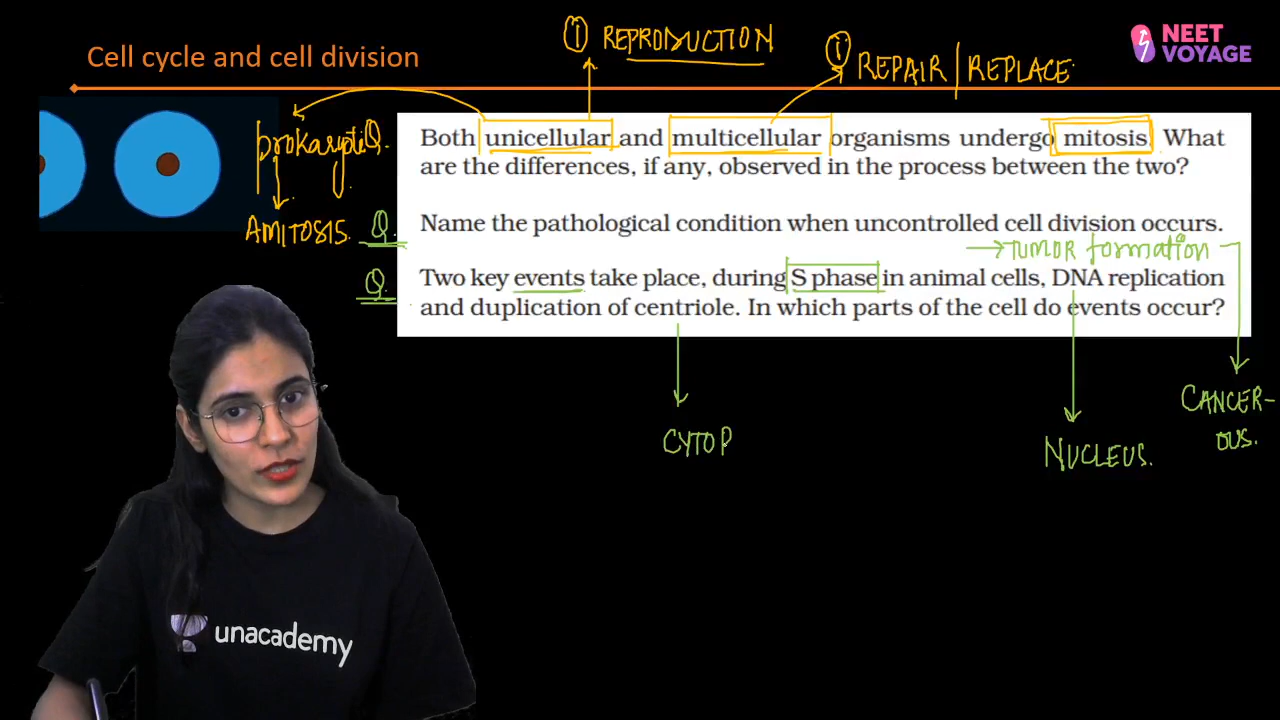 ① REPRODUCTION
NEET
VOYAGE
Cell cycle and cell division
① REPAIR/REPLACE
prokaryotic
Q.
Both unicellular and multicellular organisms undergo mitosis. What
are the differences, if any, observed in the process between the two?
AMITOSIS.
Q.
Name the pathological condition when uncontrolled cell division occurs.
→ TUMOR formation
Q.
Two key events take place, during S phase in animal cells, DNA replication
and duplication of centriole. In which parts of the cell do events occur?
CANCER-
OUS.
CYTOP
NUCLEUS.
unacademy